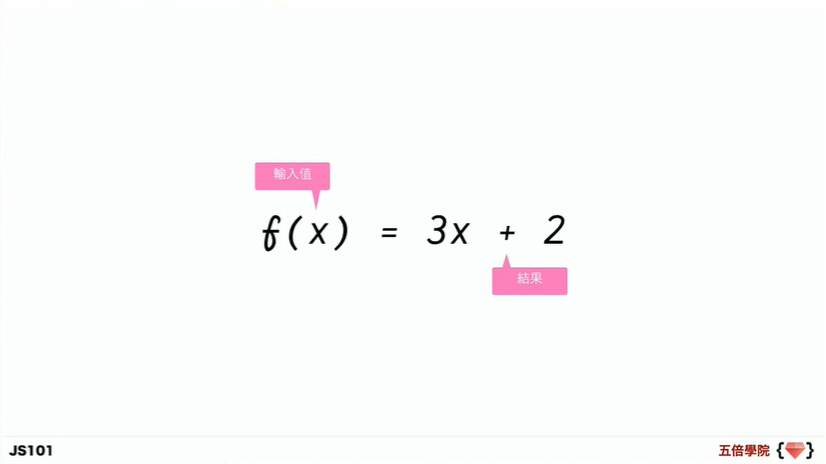 輸入值
f(x) = 3x + 2
結果
JS101
五倍學院 { }